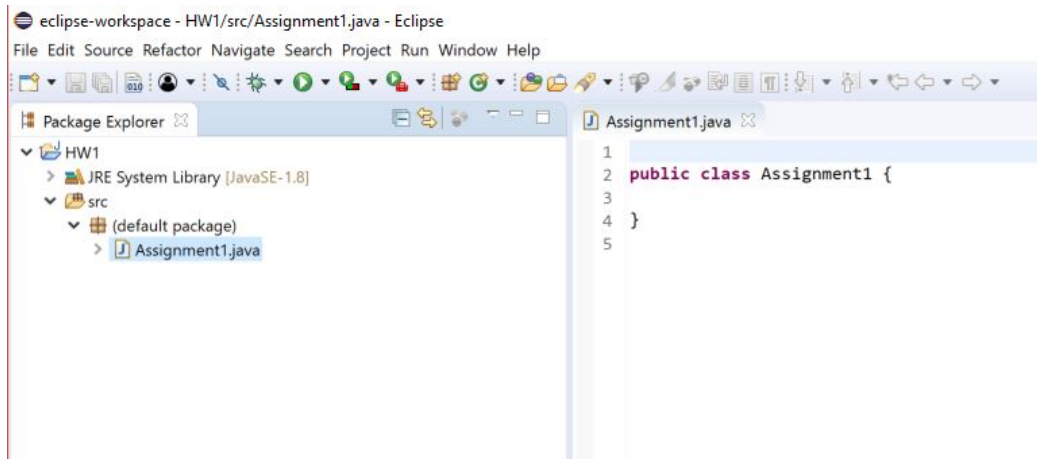 eclipse-workspace - HW1/src/Assignment1.java - Eclipse
File Edit Source Refactor Navigate Search Project Run Window Help
010
Package Explorer
HW1
JRE System Library [JavaSE-1.8]
src
(default package)
J Assignment1.java
J Assignment1.java
1
2 public class Assignment1 {
3
4 }
5